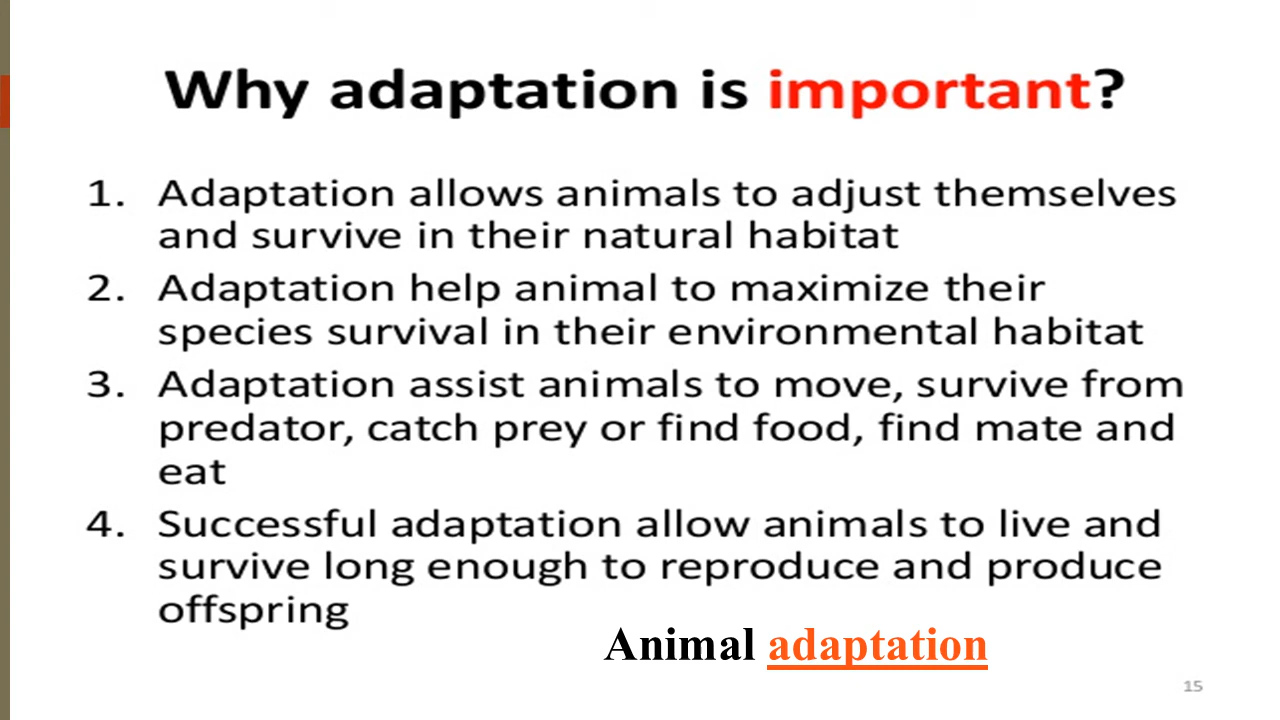 Why adaptation is important?
1. Adaptation allows animals to adjust themselves
and survive in their natural habitat
2. Adaptation help animal to maximize their
species survival in their environmental habitat
3. Adaptation assist animals to move, survive from
predator, catch prey or find food, find mate and
eat
4. Successful adaptation allow animals to live and
survive long enough to reproduce and produce
offspring
Animal adaptation
15